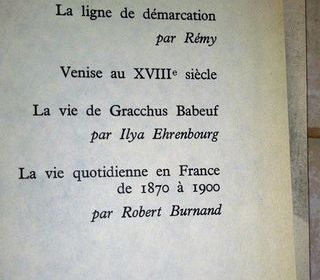 La ligne de démarcation
par Rémy
Venise au XVIIIe siècle
La vie de Gracchus Babeuf
par Ilya Ehrenbourg
La vie quotidienne en France
de 1870 à 1900
par Robert Burnand